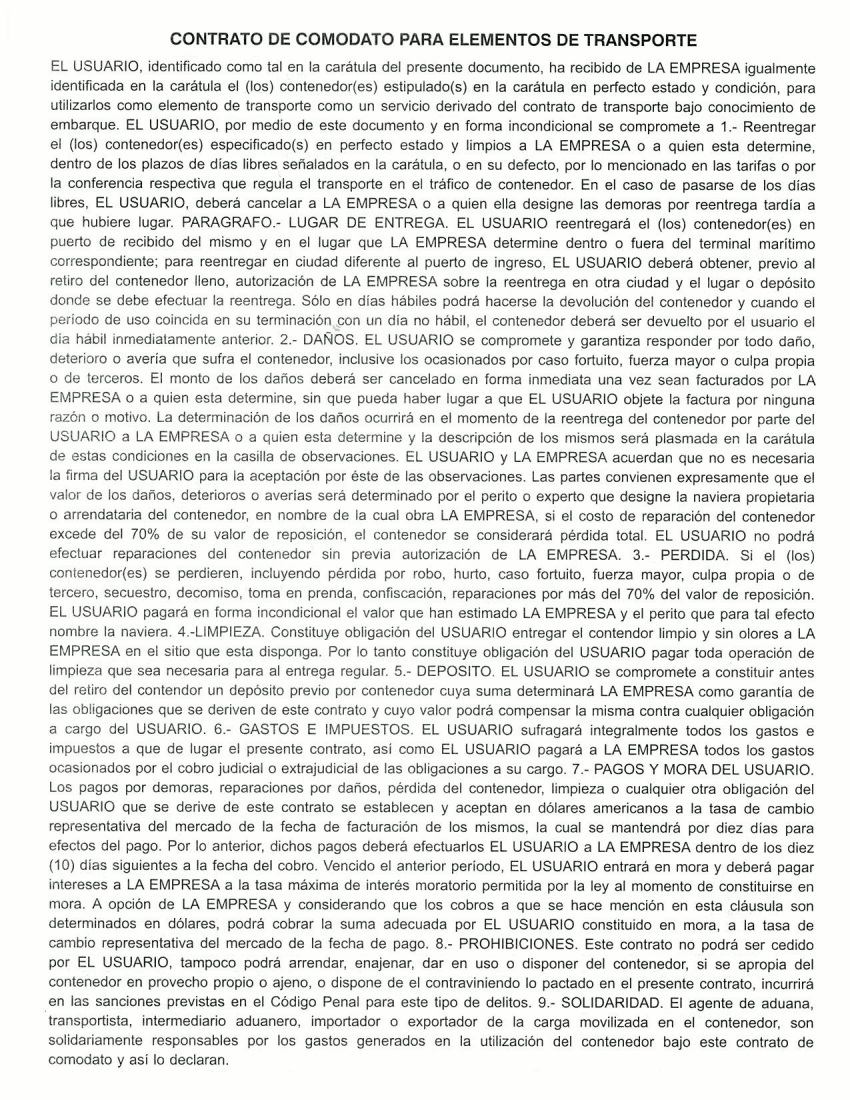 CONTRATO DE COMODATO PARA ELEMENTOS DE TRANSPORTE
EL USUARIO, identificado como tal en la carátula del presente documento, ha recibido de LA EMPRESA igualmente
identificada en la carátula el (los) contenedor(es) estipulado(s) en la carátula en perfecto estado y condición, para
utilizarlos como elemento de transporte como un servicio derivado del contrato de transporte bajo conocimiento de
embarque. EL USUARIO, por medio de este documento y en forma incondicional se compromete a 1.- Reentregar
el (los) contenedor(es) especificado(s) en perfecto estado y limpios a LA EMPRESA o a quien esta determine,
dentro de los plazos de días libres señalados en la carátula, o en su defecto, por lo mencionado en las tarifas o por
la conferencia respectiva que regula el transporte en el tráfico de contenedor. En el caso de pasarse de los días
libres, EL USUARIO, deberá cancelar a LA EMPRESA o a quien ella designe las demoras por reentrega tardía a
que hubiere lugar. PARAGRAFO.- LUGAR DE ENTREGA. EL USUARIO reentregará el (los) contenedor(es) en
puerto de recibido del mismo y en el lugar que LA EMPRESA determine dentro o fuera del terminal marítimo
correspondiente; para reentregar en ciudad diferente al puerto de ingreso, EL USUARIO deberá obtener, previo al
retiro del contenedor lleno, autorización de LA EMPRESA sobre la reentrega en otra ciudad y el lugar o depósito
donde se debe efectuar la reentrega. Sólo en días hábiles podrá hacerse la devolución del contenedor y cuando el
periodo de uso coincida en su terminación con un día no hábil, el contenedor deberá ser devuelto por el usuario el
día hábil inmediatamente anterior. 2.- DAÑOS. EL USUARIO se compromete y garantiza responder por todo daño,
deterioro o avería que sufra el contenedor, inclusive los ocasionados por caso fortuito, fuerza mayor o culpa propia
o de terceros. El monto de los daños deberá ser cancelado en forma inmediata una vez sean facturados por LA
EMPRESA o a quien esta determine, sin que pueda haber lugar a que EL USUARIO objete la factura por ninguna
razón o motivo. La determinación de los daños ocurrirá en el momento de la reentrega del contenedor por parte del
USUARIO a LA EMPRESA o a quien esta determine y la descripción de los mismos será plasmada en la carátula
de estas condiciones en la casilla de observaciones. EL USUARIO y LA EMPRESA acuerdan que no es necesaria
la firma del USUARIO para la aceptación por éste de las observaciones. Las partes convienen expresamente que el
valor de los daños, deterioros o averías será determinado por el perito o experto que designe la naviera propietaria
o arrendataria del contenedor, en nombre de la cual obra LA EMPRESA, si el costo de reparación del contenedor
excede del 70% de su valor de reposición, el contenedor se considerará pérdida total. EL USUARIO no podrá
efectuar reparaciones del contenedor sin previa autorización de LA EMPRESA. 3.- PERDIDA. Si el (los)
contenedor(es) se perdieren, incluyendo pérdida por robo, hurto, caso fortuito, fuerza mayor, culpa propia o de
tercero, secuestro, decomiso, toma en prenda, confiscación, reparaciones por más del 70% del valor de reposición.
EL USUARIO pagará en forma incondicional el valor que han estimado LA EMPRESA y el perito que para tal efecto
nombre la naviera. 4.-LIMPIEZA. Constituye obligación del USUARIO entregar el contendor limpio y sin olores a LA
EMPRESA en el sitio que esta disponga. Por lo tanto constituye obligación del USUARIO pagar toda operación de
limpieza que sea necesaria para al entrega regular. 5.- DEPOSITO. EL USUARIO se compromete a constituir antes
del retiro del contendor un depósito previo por contenedor cuya suma determinará LA EMPRESA como garantía de
las obligaciones que se deriven de este contrato y cuyo valor podrá compensar la misma contra cualquier obligación
a cargo del USUARIO. 6.- GASTOS E IMPUESTOS. EL USUARIO sufragará integralmente todos los gastos e
impuestos a que de lugar el presente contrato, así como EL USUARIO pagará a LA EMPRESA todos los gastos
ocasionados por el cobro judicial o extrajudicial de las obligaciones a su cargo. 7.- PAGOS Y MORA DEL USUARIO.
Los pagos por demoras, reparaciones por daños, pérdida del contenedor, limpieza o cualquier otra obligación del
USUARIO que se derive de este contrato se establecen y aceptan en dólares americanos a la tasa de cambio
representativa del mercado de la fecha de facturación de los mismos, la cual se mantendrá por diez días para
efectos del pago. Por lo anterior, dichos pagos deberá efectuarlos EL USUARIO a LA EMPRESA dentro de los diez
(10) días siguientes a la fecha del cobro. Vencido el anterior período, EL USUARIO entrará en mora y deberá pagar
intereses a LA EMPRESA a la tasa máxima de interés moratorio permitida por la ley al momento de constituirse en
mora. A opción de LA EMPRESA y considerando que los cobros a que se hace mención en esta cláusula son
determinados en dólares, podrá cobrar la suma adecuada por EL USUARIO constituido en mora, a la tasa de
cambio representativa del mercado de la fecha de pago. 8.- PROHIBICIONES. Este contrato no podrá ser cedido
por EL USUARIO, tampoco podrá arrendar, enajenar, dar en uso o disponer del contenedor, si se apropia del
contenedor en provecho propio o ajeno, o dispone de el contraviniendo lo pactado en el presente contrato, incurrirá
en las sanciones previstas en el Código Penal para este tipo de delitos. 9.- SOLIDARIDAD. El agente de aduana,
transportista, intermediario aduanero, importador o exportador de la carga movilizada en el contenedor, son
solidariamente responsables por los gastos generados en la utilización del contenedor bajo este contrato de
comodato y así lo declaran.